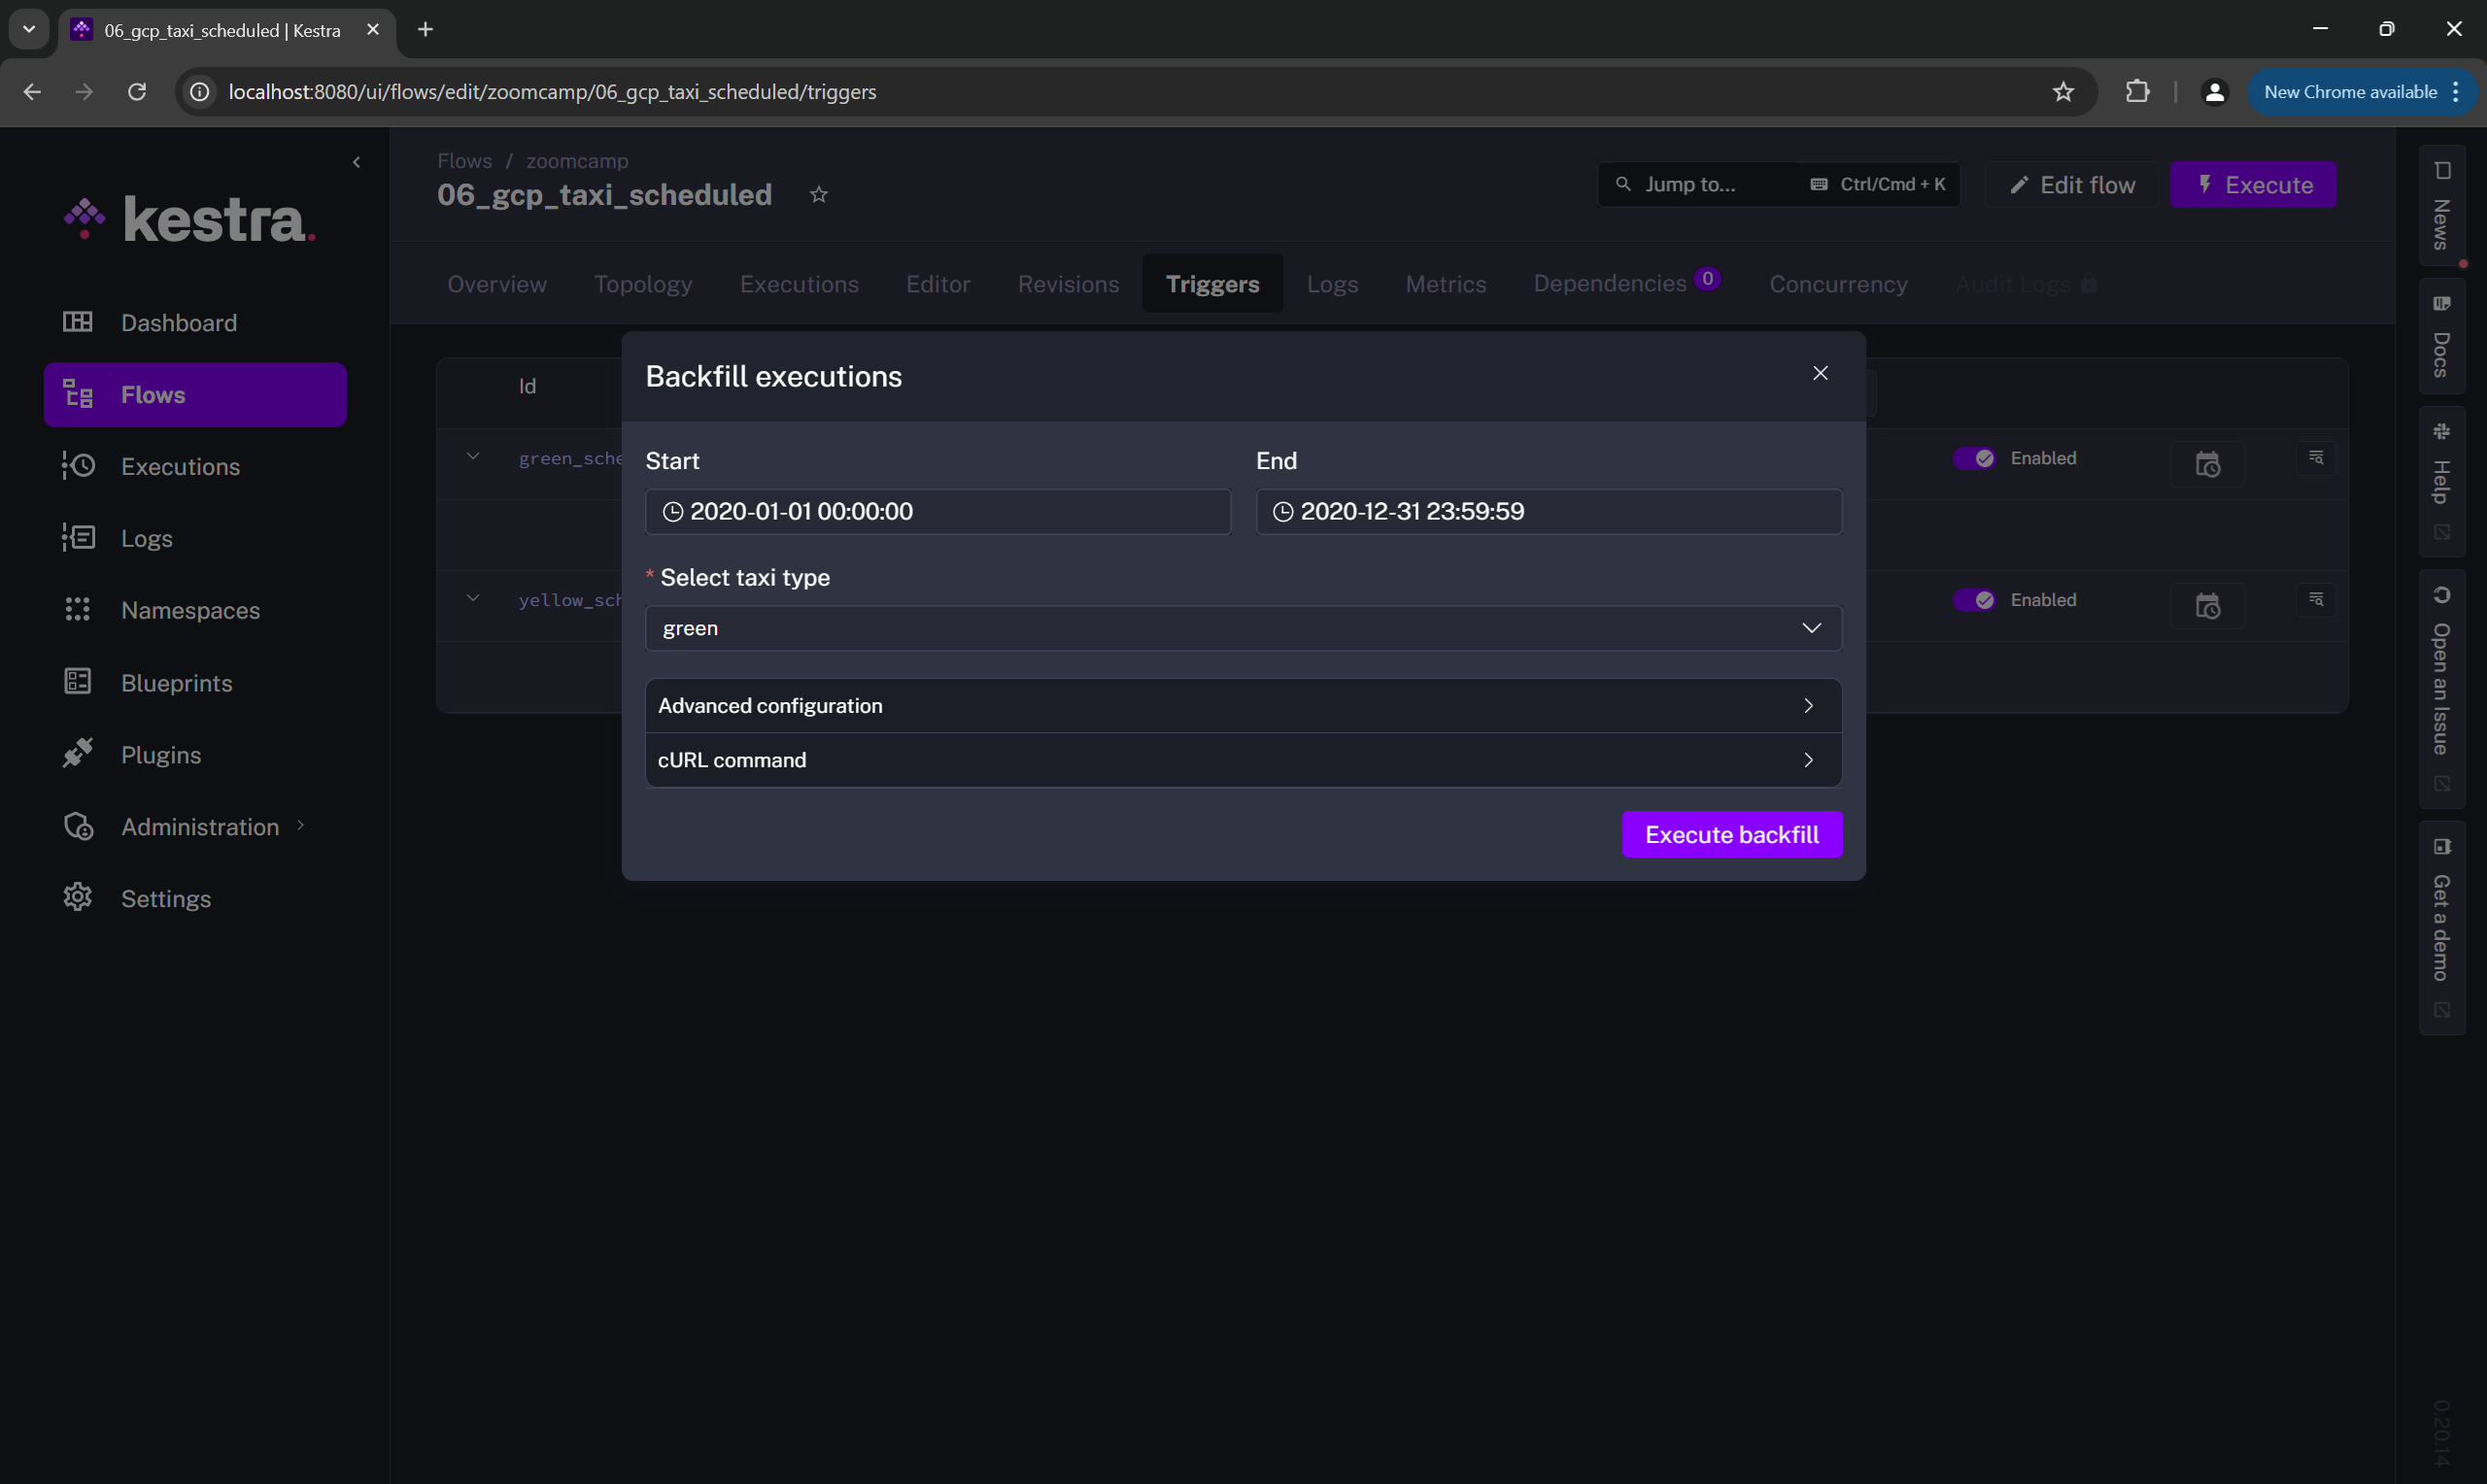 06_gcp_taxi_scheduled | Kestra
localhost:8080/ui/flows/edit/zoomcamp/06_gcp_taxi_scheduled/triggers
New Chrome available
kestra.
Dashboard
Flows
Executions
Logs
Namespaces
Blueprints
Plugins
Administration
Settings
Flows / zoomcamp
06_gcp_taxi_scheduled
Jump to... Ctrl/Cmd + K
Edit flow
Execute
Overview Topology Executions Editor Revisions Triggers Logs Metrics Dependencies 0 Concurrency Audit Logs
Id
green_sche
Enabled
yellow_sch
Enabled
Backfill executions
Start
End
2020-01-01 00:00:00
2020-12-31 23:59:59
* Select taxi type
green
Advanced configuration
cURL command
Execute backfill
News
Docs
Help
Open an Issue
Get a demo
0.20.14